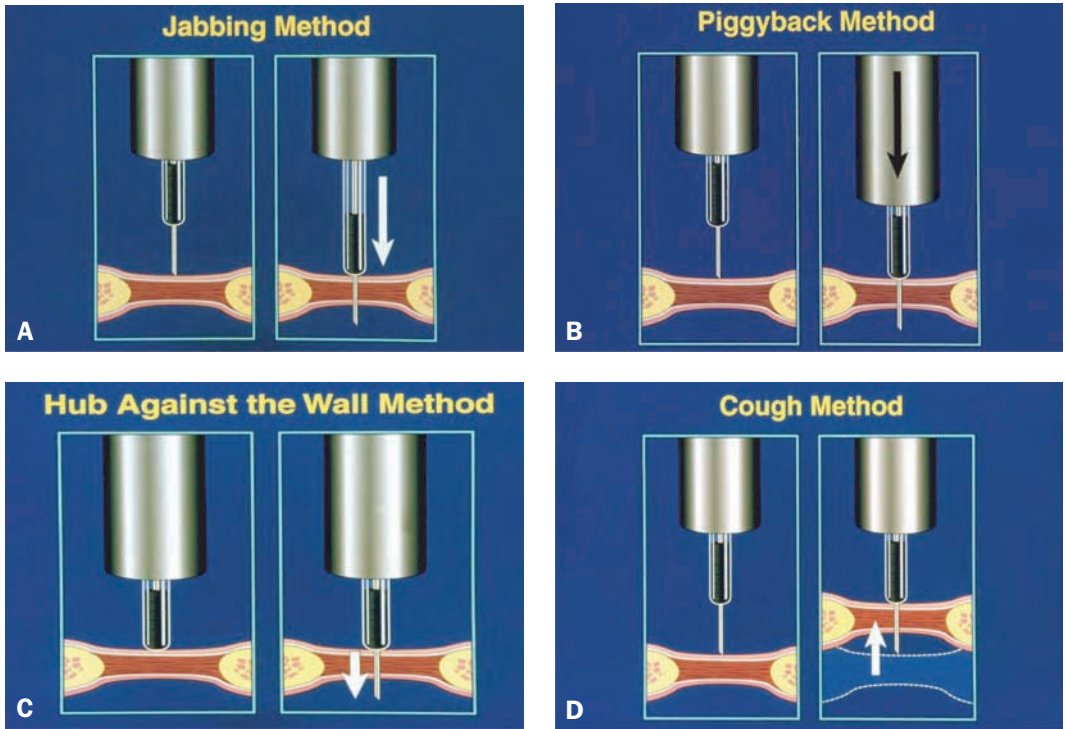 Jabbing Method
A
Piggyback Method
B
Hub Against the Wall Method
C
Cough Method
D